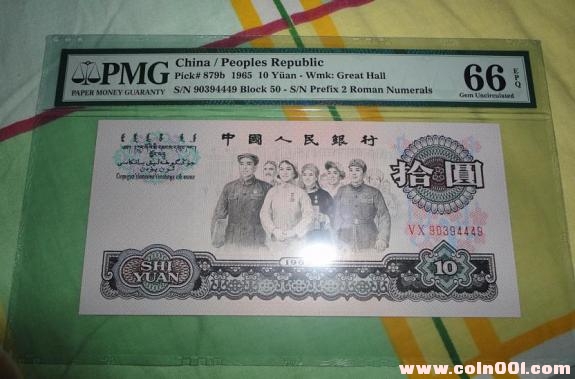 PMG
PAPER MONEY GUARANTY
China / Peoples Republic
Pick# 879b 1965 10 Yüan - Wmk: Great Hall
S/N 90394449 Block 50 - S/N Prefix 2 Roman Numerals
66 EPQ
Gem Uncirculated
中國人民銀行
拾圓
VX 90394449
SHI
YUAN
196
10
www.coin001.com